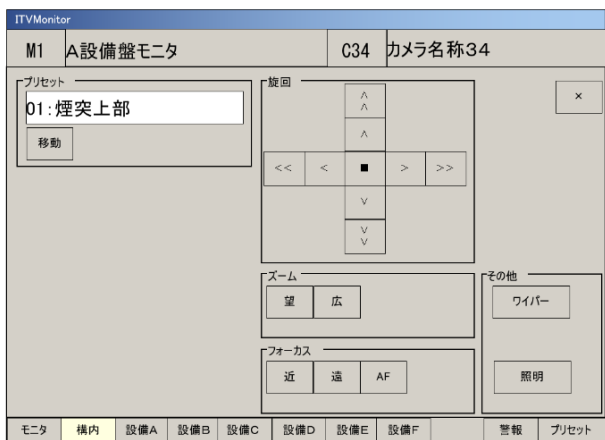 ITVMonitor
M1 A設備盤モニタ C34 カメラ名称34
プリセット
01:煙突上部
移動
旋回
^
^
^
<< < ■ > >>
v
v
v
×
ズーム
望 広
フォーカス
近 遠 AF
その他
ワイパー
照明
モニタ 構内 設備A 設備B 設備C 設備D 設備E 設備F 警報 プリセット